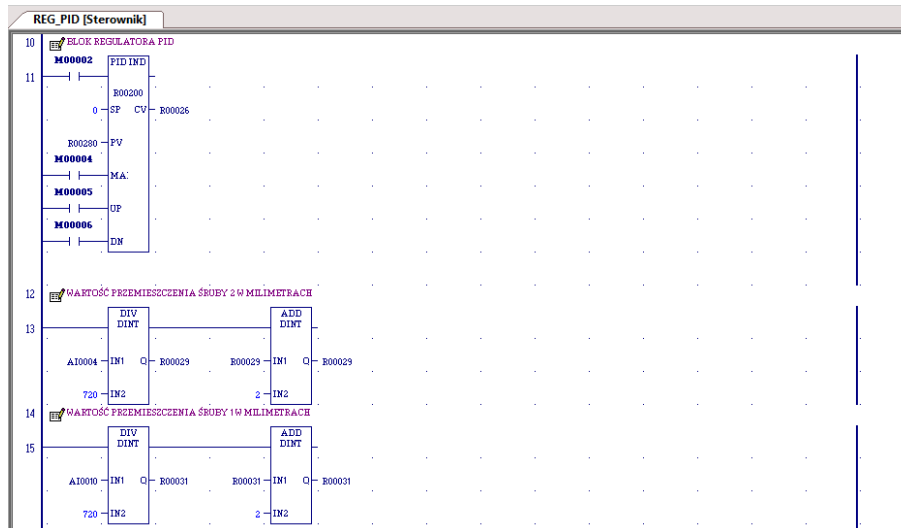 REG_PID [Sterownik]
10 BLOK REGULATORA PID
M00002 PID IND
11
R00200
0 SP CV R00026
R00280 PV
M00004
MA:
M00005
UP
M00006
DN
12 WARTOŚĆ PRZEMIESZCZENIA ŚRUBY 2 W MILIMETRACH
DIV ADD
13 DINT DINT
AI0004 IN1 Q R00029 R00029 IN1 Q R00029
720 IN2 2 IN2
14 WARTOŚĆ PRZEMIESZCZENIA ŚRUBY 1 W MILIMETRACH
DIV ADD
15 DINT DINT
AI0010 IN1 Q R00031 R00031 IN1 Q R00031
720 IN2 2 IN2